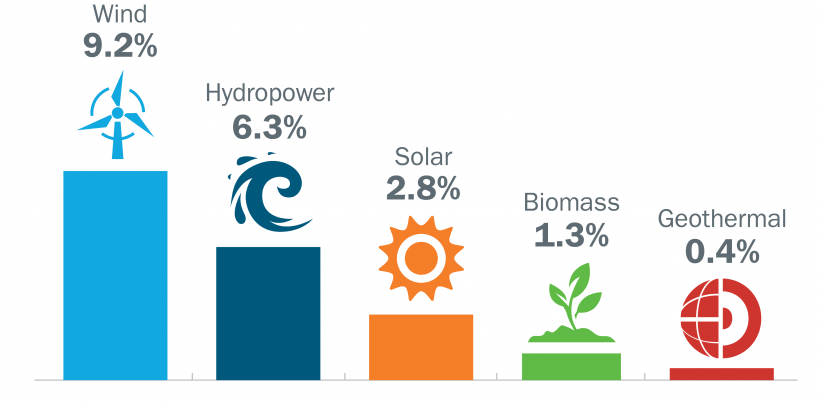 Wind
9.2%
Hydropower
6.3%
Solar
2.8%
Biomass
1.3%
Geothermal
0.4%